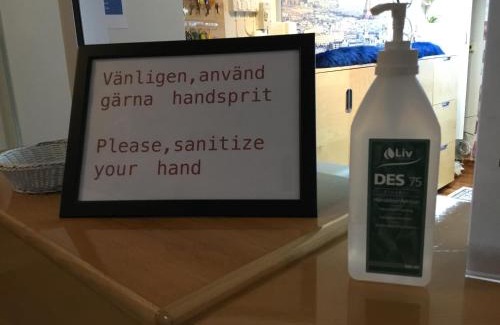 Vänligen,använd
gärna handsprit
Please,sanitize
your hand
Liv
DES 75